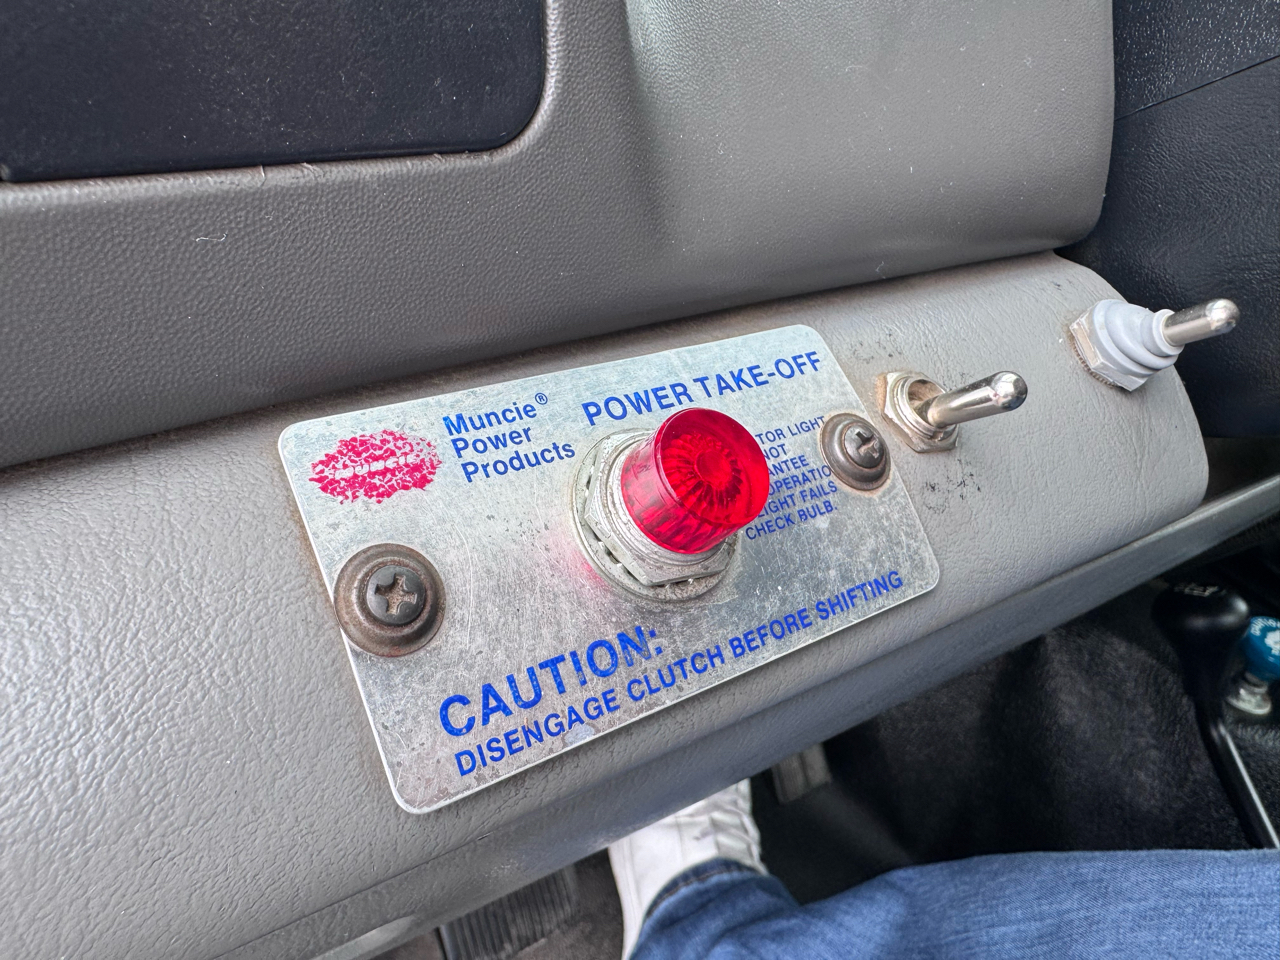 Muncie®
Power
Products
POWER TAKE-OFF
TOR LIGHT
NOT
ANTEE
OPERATIO
LIGHT FAILS
CHECK BULB.
CAUTION:
DISENGAGE CLUTCH BEFORE SHIFTING